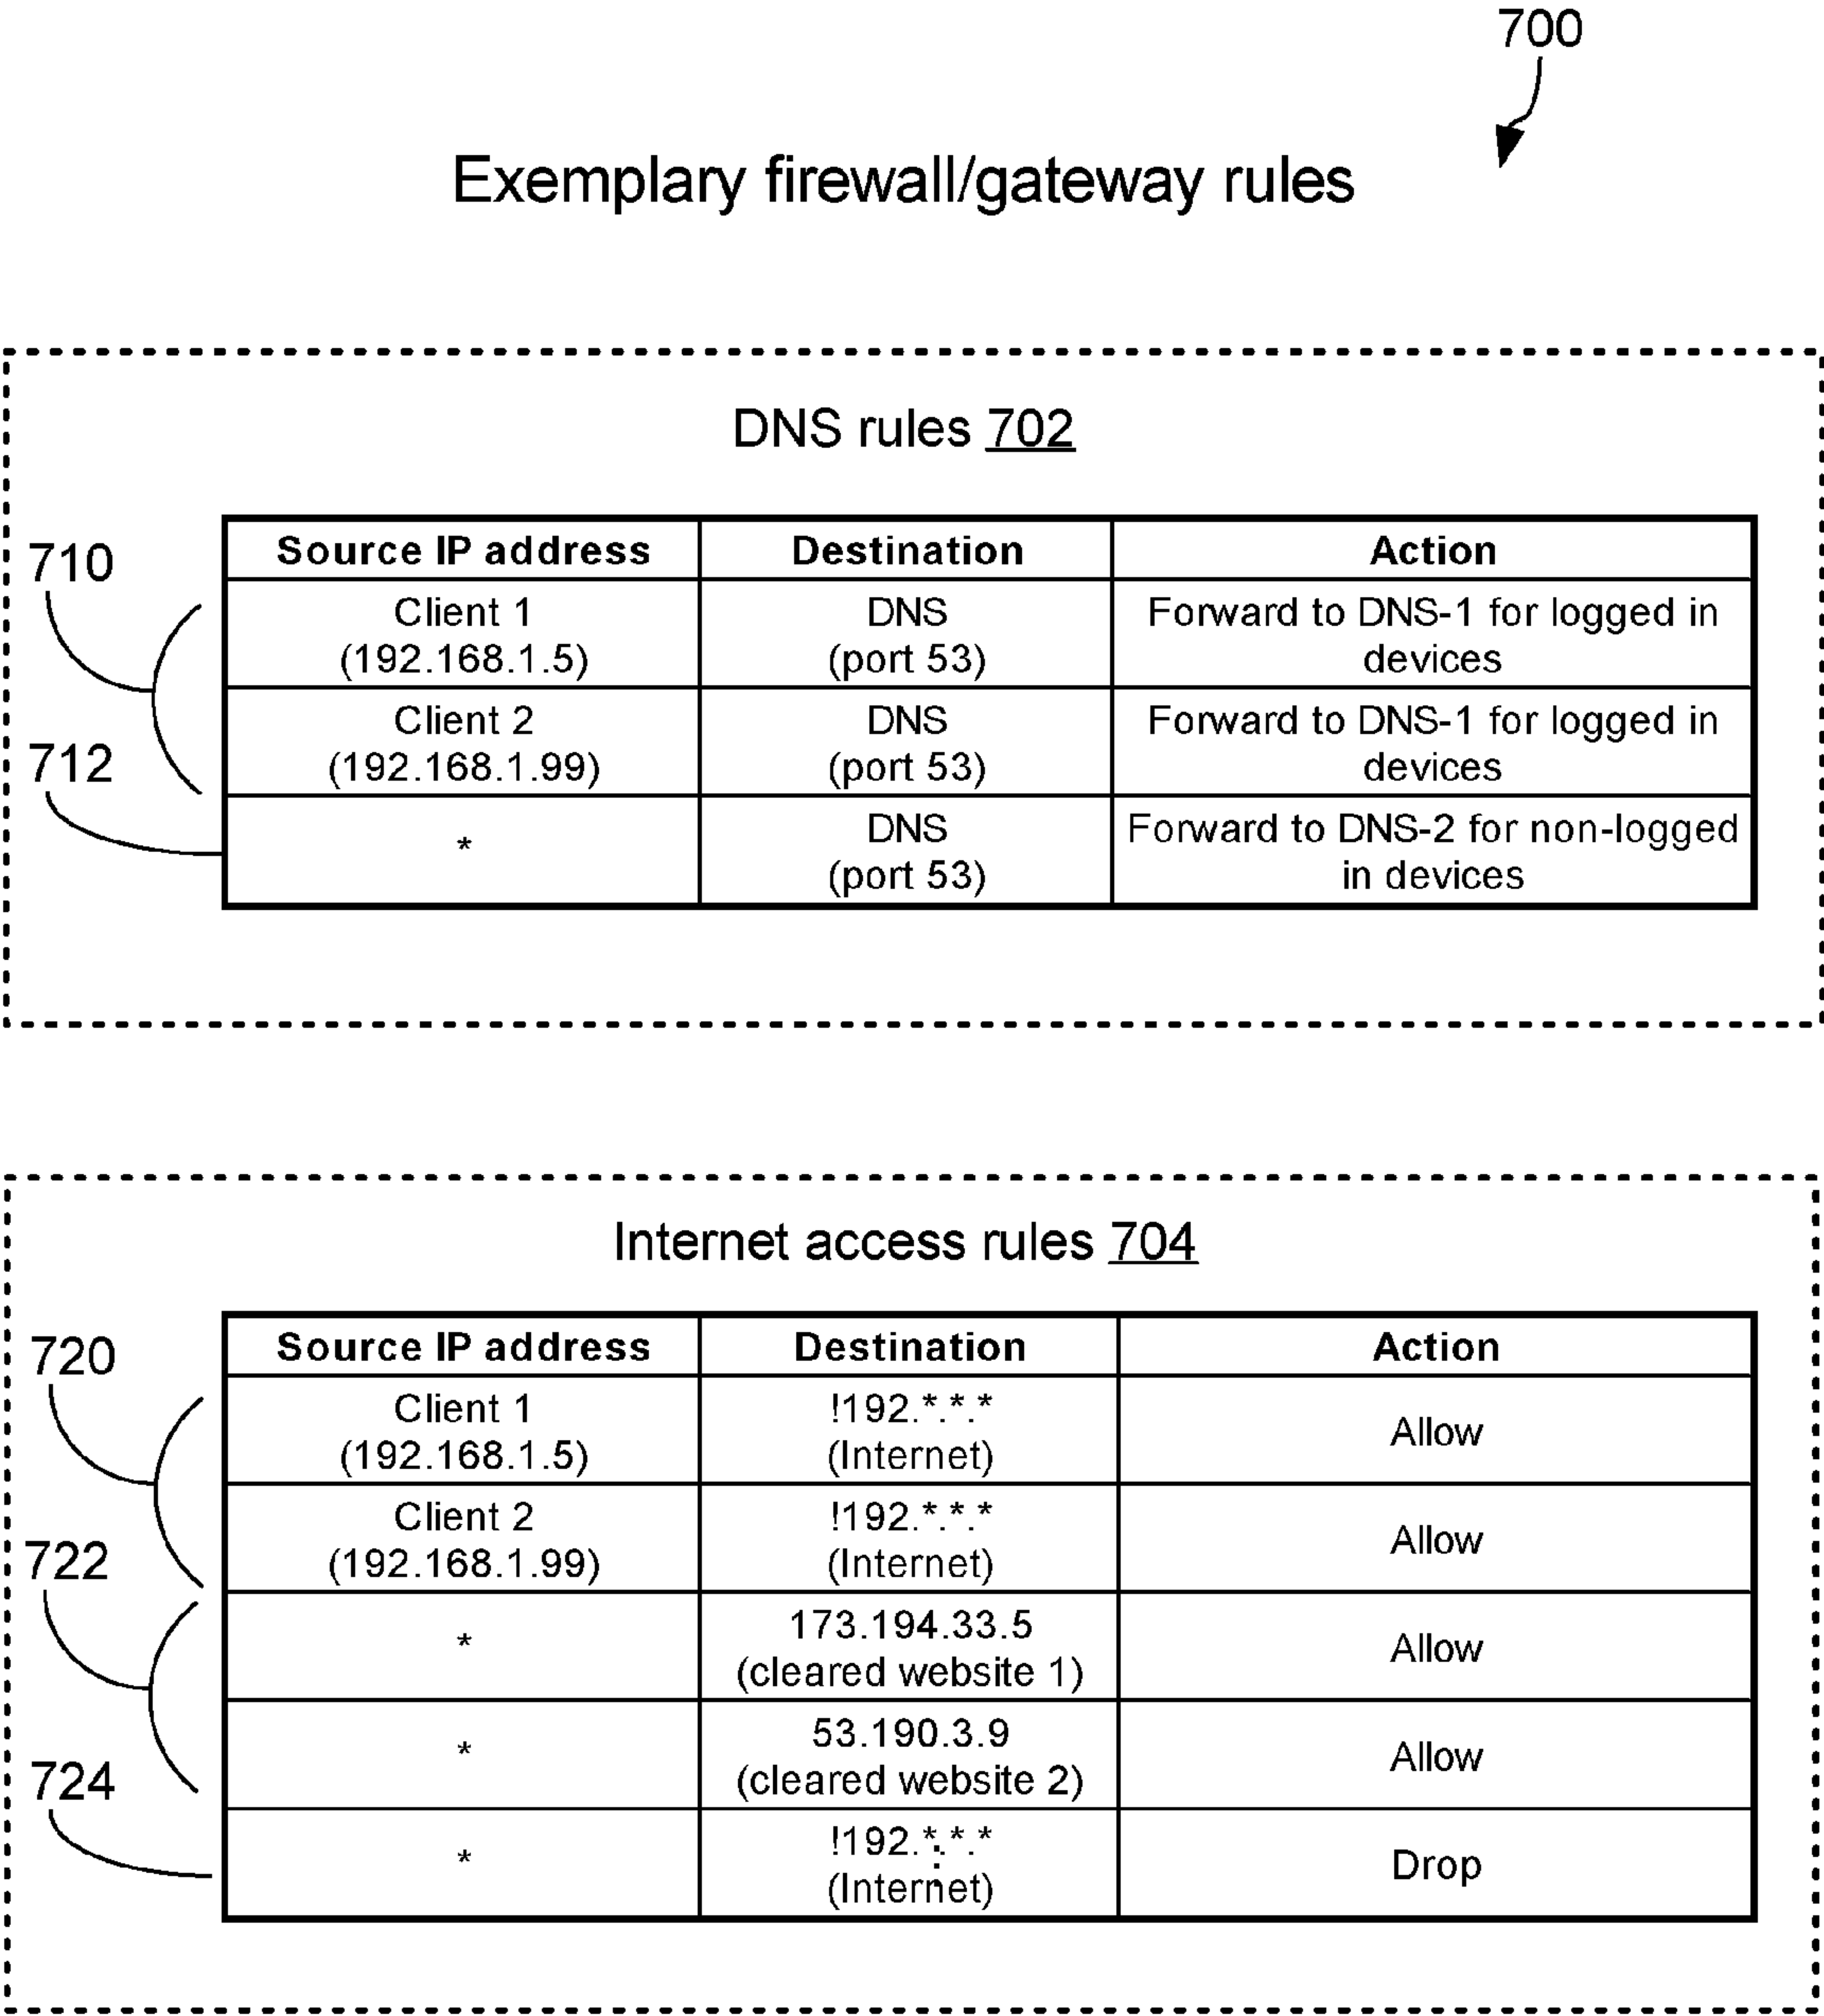 700
Exemplary firewall/gateway rules
DNS rules 702
710
712
Source IP address Destination Action
Client 1 DNS Forward to DNS-1 for logged in
(192.168.1.5) (port 53) devices
Client 2 DNS Forward to DNS-1 for logged in
(192.168.1.99) (port 53) devices
* DNS Forward to DNS-2 for non-logged
(port 53) in devices
Internet access rules 704
720
722
724
Source IP address Destination Action
Client 1 !192.*.*.* Allow
(192.168.1.5) (Internet)
Client 2 !192.*.*.* Allow
(192.168.1.99) (Internet)
* 173.194.33.5 Allow
(cleared website 1)
* 53.190.3.9 Allow
(cleared website 2)
* !192.*.*.* Drop
(Internet)